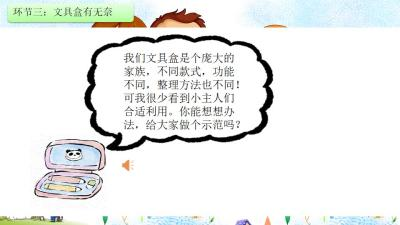 环节三：文具盒有无奈
我们文具盒是个庞大的
家族，不同款式，功能
不同，整理方法也不同！
可我很少看到小主人们
合适利用。你能想想办
法，给大家做个示范吗？